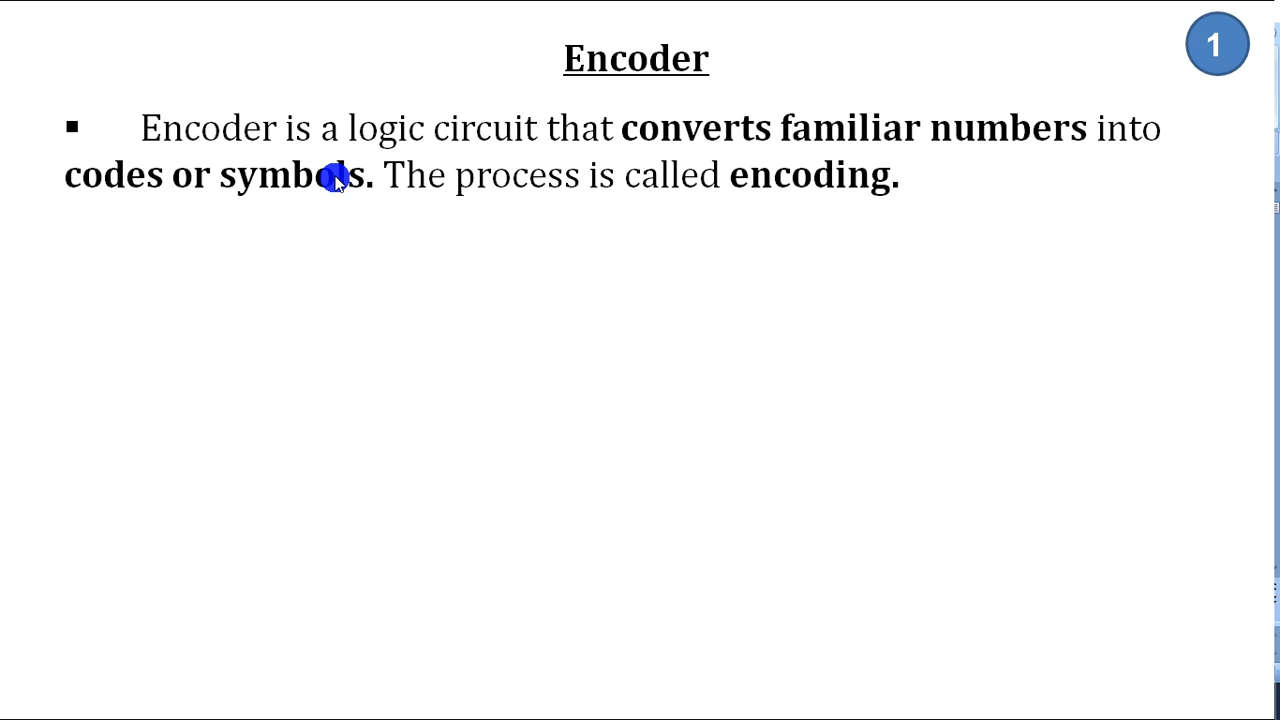 1
Encoder
▪ Encoder is a logic circuit that converts familiar numbers into
codes or symbols. The process is called encoding.